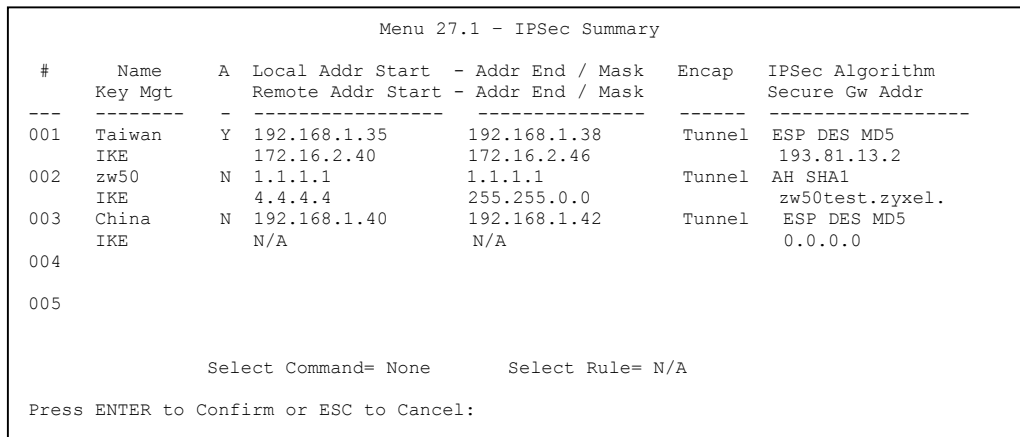 Menu 27.1 – IPSec Summary
# Name A Local Addr Start - Addr End / Mask Encap IPSec Algorithm
Key Mgt Remote Addr Start - Addr End / Mask Secure Gw Addr
--- -------- - ----------------- --------------- ------ ------------------
001 Taiwan Y 192.168.1.35 192.168.1.38 Tunnel ESP DES MD5
IKE 172.16.2.40 172.16.2.46 193.81.13.2
002 zw50 N 1.1.1.1 1.1.1.1 Tunnel AH SHA1
IKE 4.4.4.4 255.255.0.0 zw50test.zyxel.
003 China N 192.168.1.40 192.168.1.42 Tunnel ESP DES MD5
IKE N/A N/A 0.0.0.0
004
005
Select Command= None Select Rule= N/A
Press ENTER to Confirm or ESC to Cancel: